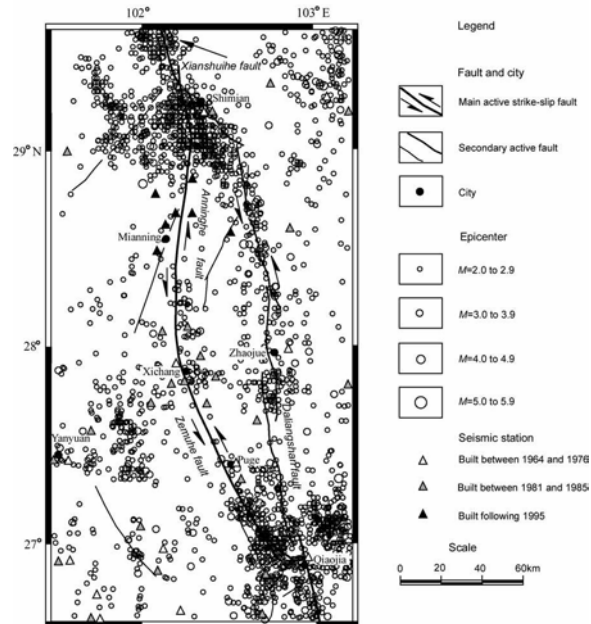 102°
103° E
Xianshuihe fault
Shimian
29°N
Mianning
Anninghe
fault
28°
Zhaojue
Xichang
Daliangshan fault
Yanyuan
Zemuhe fault
Puge
27°
Qiaojia
Legend
Fault and city
Main active strike-slip fault
Secondary active fault
City
Epicenter
M=2.0 to 2.9
M=3.0 to 3.9
M=4.0 to 4.9
M=5.0 to 5.9
Seismic station
Built between 1964 and 1976
Built between 1981 and 1985
Built following 1995
Scale
0 20 40 60km